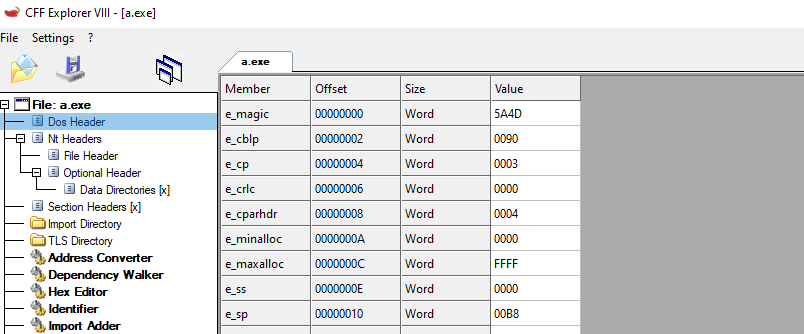 CFF Explorer VIII - [a.exe]
File Settings ?
a.exe
File: a.exe
Dos Header
Nt Headers
File Header
Optional Header
Data Directories [x]
Section Headers [x]
Import Directory
TLS Directory
Address Converter
Dependency Walker
Hex Editor
Identifier
Import Adder
Member Offset Size Value
e_magic 00000000 Word 5A4D
e_cblp 00000002 Word 0090
e_cp 00000004 Word 0003
e_crlc 00000006 Word 0000
e_cparhdr 00000008 Word 0004
e_minalloc 0000000A Word 0000
e_maxalloc 0000000C Word FFFF
e_ss 0000000E Word 0000
e_sp 00000010 Word 00B8